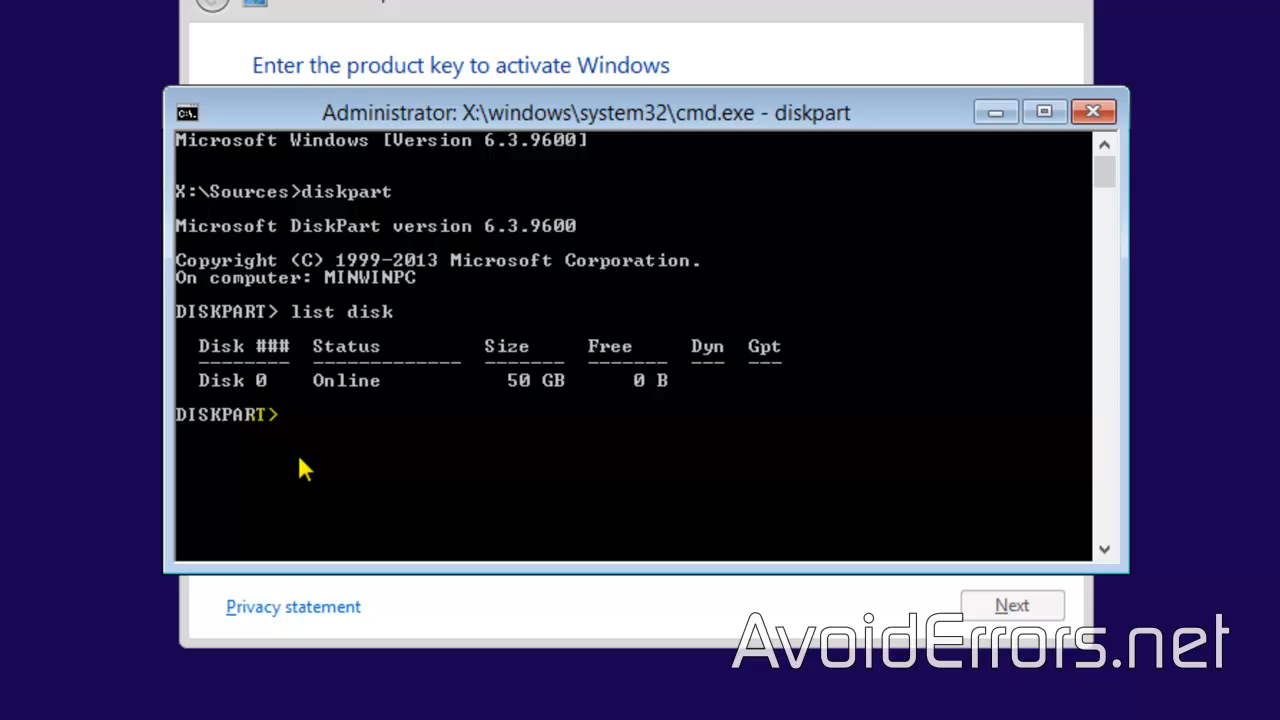 Enter the product key to activate Windows
Administrator: X:\windows\system32\cmd.exe - diskpart
Microsoft Windows [Version 6.3.9600]
X:\Sources>diskpart
Microsoft DiskPart version 6.3.9600
Copyright (C) 1999-2013 Microsoft Corporation.
On computer: MINWINPC
DISKPART> list disk
Disk ### Status Size Free Dyn Gpt
-------- ------------- ------- ------- --- ---
Disk 0 Online 50 GB 0 B
DISKPART>
Privacy statement
Next
AvoidErrors.net